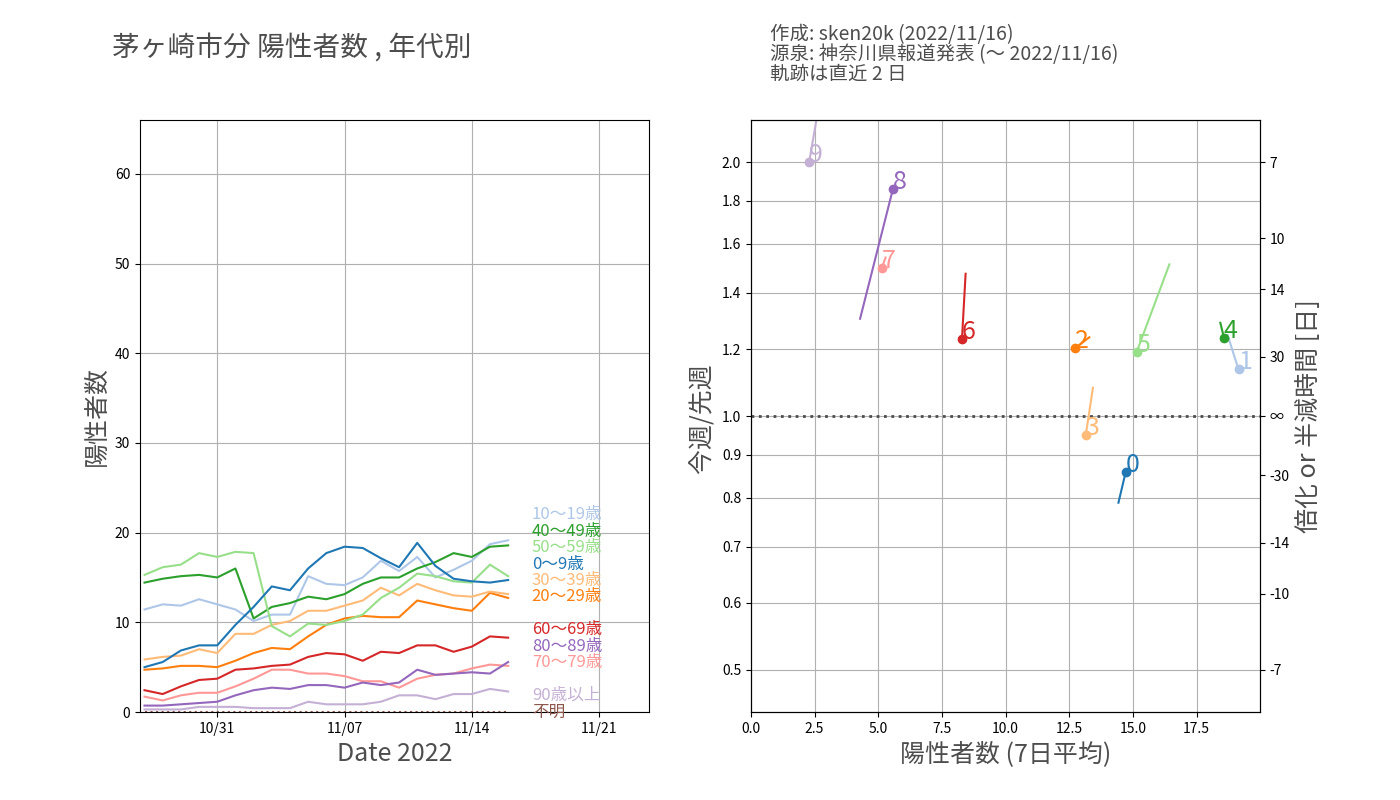 茅ヶ崎市分 陽性者数 , 年代別
作成: sken20k (2022/11/16)
源泉: 神奈川県報道発表 (〜 2022/11/16)
軌跡は直近 2 日
陽性者数
60
50
40
30
20
10
0
10/31
11/07
11/14
11/21
Date 2022
10〜19歳
40〜49歳
50〜59歳
0〜9歳
30〜39歳
20〜29歳
60〜69歳
80〜89歳
70〜79歳
90歳以上
不明
今週/先週
2.0
1.8
1.6
1.4
1.2
1.0
0.9
0.8
0.7
0.6
0.5
9
8
7
6
2
5
4
1
3
0
0.0
2.5
5.0
7.5
10.0
12.5
15.0
17.5
陽性者数 (7日平均)
7
10
14
30
∞
-30
-14
-10
-7
倍化 or 半減時間 [日]